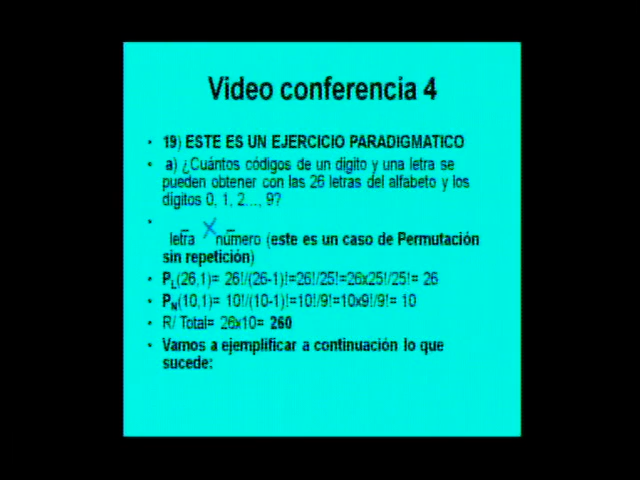 Video conferencia 4
19) ESTE ES UN EJERCICIO PARADIGMATICO
a) ¿Cuántos códigos de un digito y una letra se
pueden obtener con las 26 letras del alfabeto y los
dígitos 0, 1, 2..., 9?
letra X número (este es un caso de Permutación
sin repetición)
PL(26,1)= 26!/(26-1)!=26!/25!=26x25!/25!= 26
PN(10,1)= 10!/(10-1)!=10!/9!=10x9!/9!= 10
R/ Total= 26x10= 260
Vamos a ejemplificar a continuación lo que
sucede: